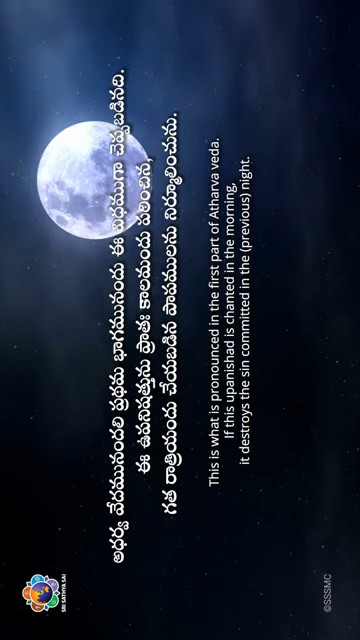 అథర్వ వేదమునందలి ప్రథమ భాగమునందు ఈ విధముగా చెప్పబడినది.
ఈ ఉపనిషత్తును ప్రాతః కాలమందు పఠించిన,
గత రాత్రియందు చేయబడిన పాపములను నిర్మూలించును.
This is what is pronounced in the first part of Atharva veda.
If this upanishad is chanted in the morning,
it destroys the sin committed in the (previous) night.
SRI SATHYA SAI
©SSSMC